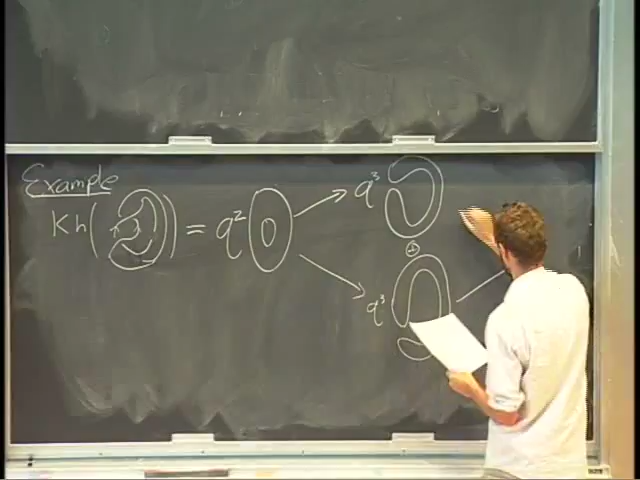 Example
Kh( ) = q² q³
⊕
q³